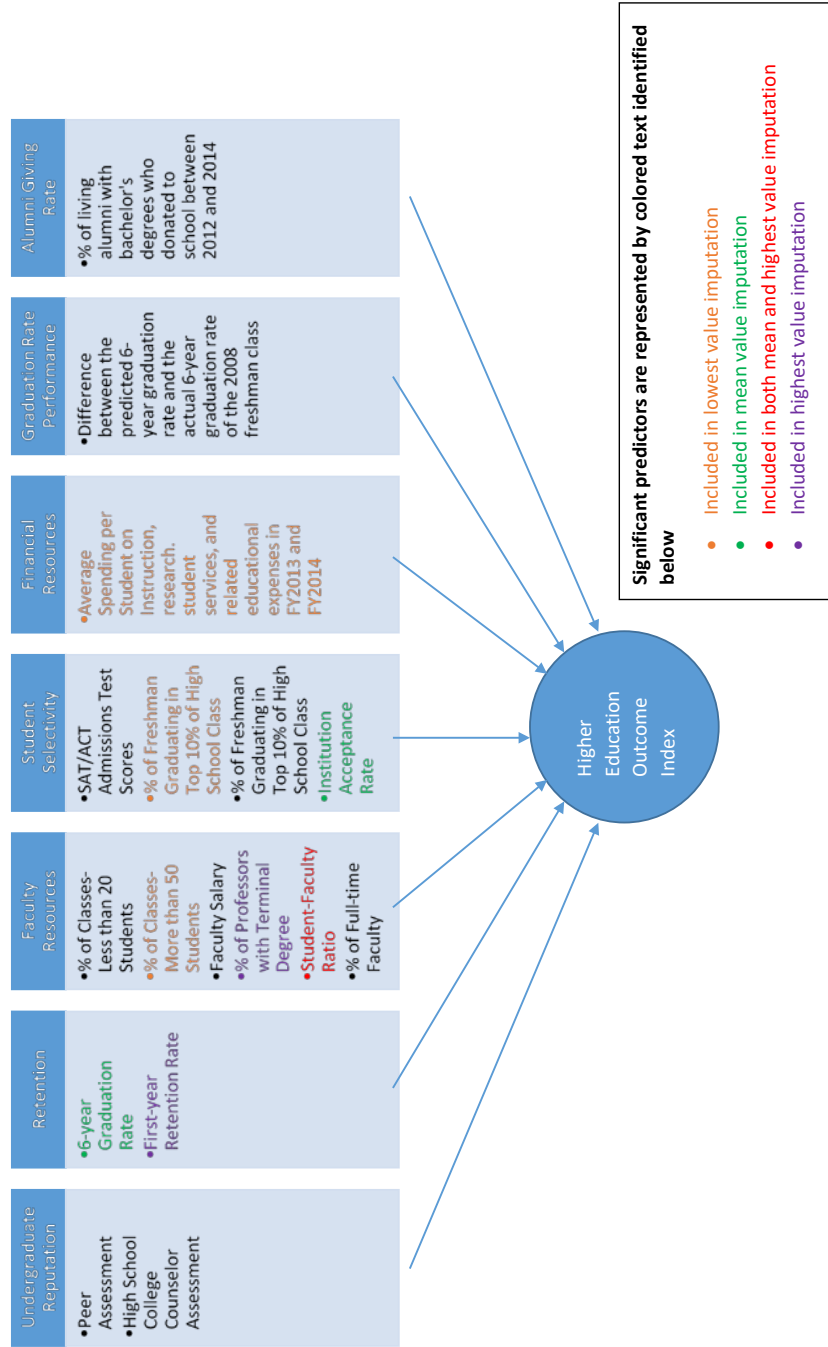 Undergraduate
Reputation
•Peer
Assessment
•High School
College
Counselor
Assessment
Retention
•6-year
Graduation
Rate
•First-year
Retention Rate
Faculty
Resources
•% of Classes-
Less than 20
Students
•% of Classes-
More than 50
Students
•Faculty Salary
•% of Professors
with Terminal
Degree
•Student-Faculty
Ratio
•% of Full-time
Faculty
Student
Selectivity
•SAT/ACT
Admissions Test
Scores
•% of Freshman
Graduating in
Top 10% of High
School Class
•% of Freshman
Graduating in
Top 10% of High
School Class
•Institution
Acceptance
Rate
Financial
Resources
•Average
Spending per
Student on
Instruction,
research.
student
services, and
related
educational
expenses in
FY2013 and
FY2014
Graduation Rate
Performance
•Difference
between the
predicted 6-
year graduation
rate and the
actual 6-year
graduation rate
of the 2008
freshman class
Alumni Giving
Rate
•% of living
alumni with
bachelor's
degrees who
donated to
school between
2012 and 2014
Higher
Education
Outcome
Index
Significant predictors are represented by colored text identified
below
• Included in lowest value imputation
• Included in mean value imputation
• Included in both mean and highest value imputation
• Included in highest value imputation